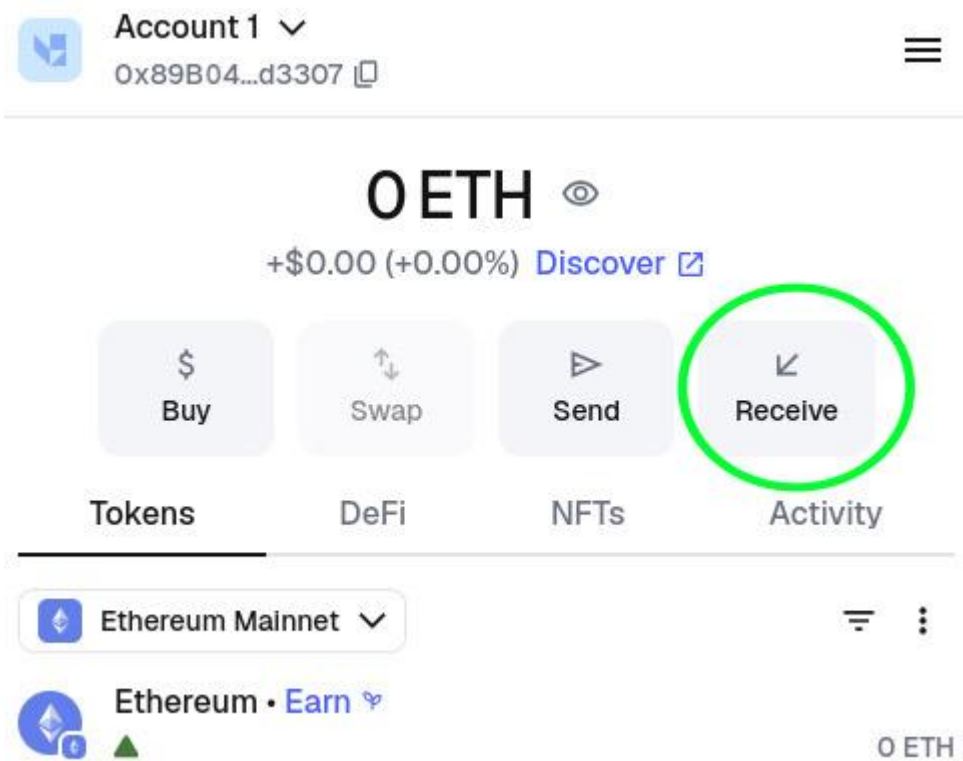 Account 1
0x89B04...d3307
0 ETH
+$0.00 (+0.00%) Discover
$
Buy Swap Send Receive
Tokens DeFi NFTs Activity
Ethereum Mainnet
Ethereum • Earn
0 ETH